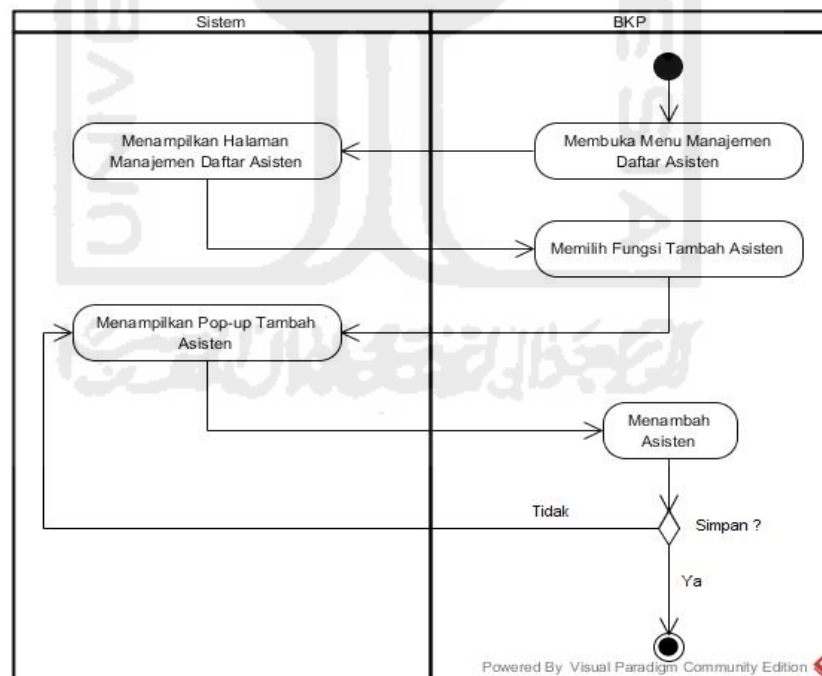 Sistem
BKP
Membuka Menu Manajemen
Daftar Asisten
Menampilkan Halaman
Manajemen Daftar Asisten
Memilih Fungsi Tambah Asisten
Menampilkan Pop-up Tambah
Asisten
Menambah
Asisten
Tidak
Simpan ?
Ya
Powered By Visual Paradigm Community Edition